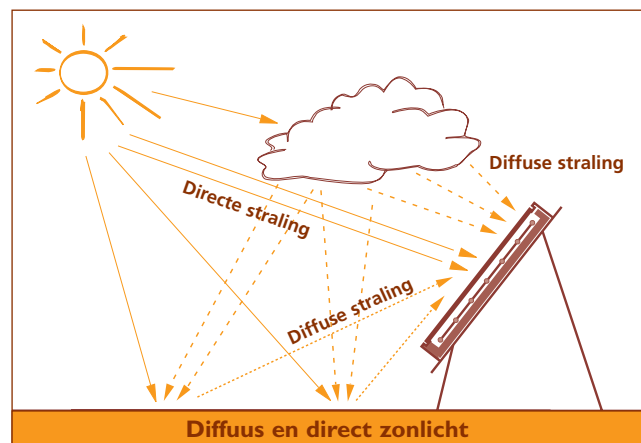 Diffuse straling
Directe straling
Diffuse straling
Diffuus en direct zonlicht